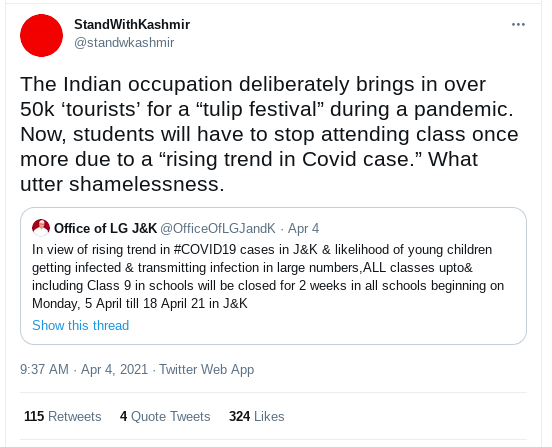 StandWithKashmir
@standwkashmir
The Indian occupation deliberately brings in over
50k ‘tourists’ for a “tulip festival” during a pandemic.
Now, students will have to stop attending class once
more due to a “rising trend in Covid case.” What
utter shamelessness.
Office of LG J&K @OfficeOfLGJandK · Apr 4
In view of rising trend in #COVID19 cases in J&K & likelihood of young children
getting infected & transmitting infection in large numbers,ALL classes upto&
including Class 9 in schools will be closed for 2 weeks in all schools beginning on
Monday, 5 April till 18 April 21 in J&K
Show this thread
9:37 AM · Apr 4, 2021 · Twitter Web App
115 Retweets 4 Quote Tweets 324 Likes